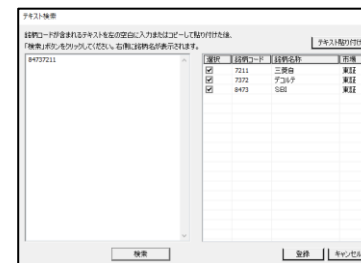 テキスト検索
銘柄コードが含まれるテキストを左の空白に入力またはコピーして貼り付けた後、
「検索」ボタンをクリックしてください。右側に銘柄名が表示されます。
テキスト貼り付け
84737211
選択 銘柄コード 銘柄名称 市場
7211 三菱自 東証
7372 デコルテ 東証
8473 SBI 東証
検索
登録
キャンセル